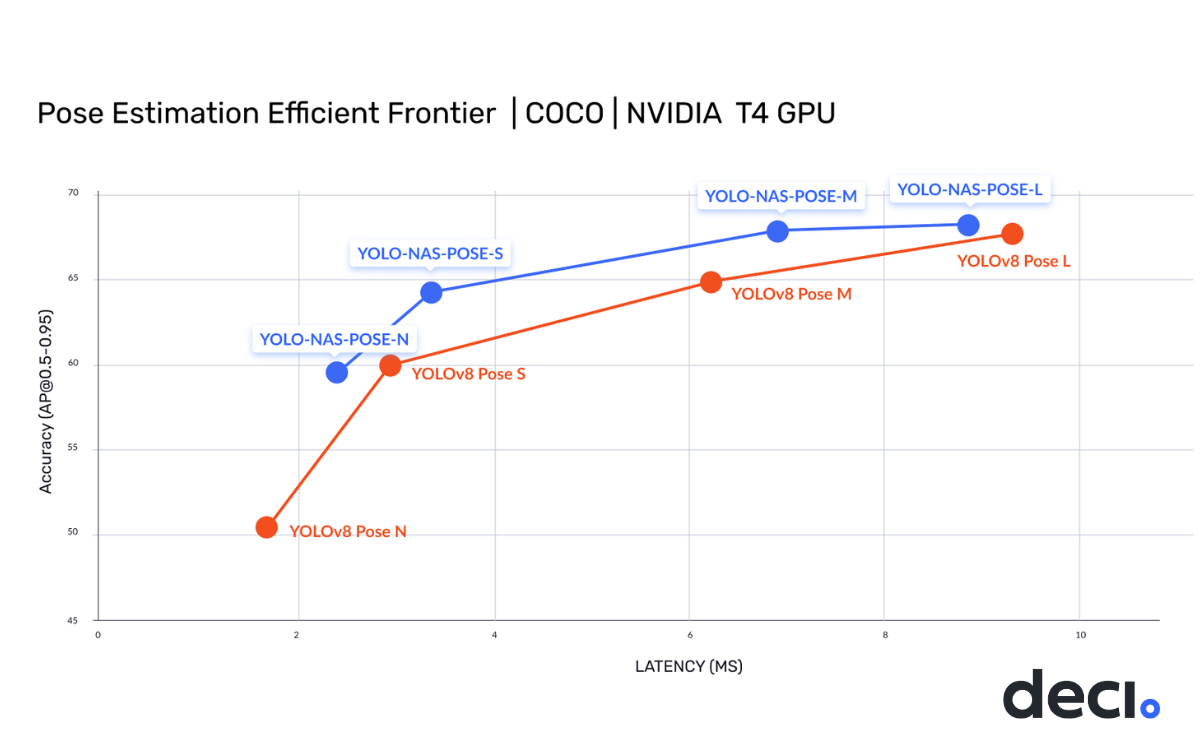 Pose Estimation Efficient Frontier | COCO | NVIDIA T4 GPU
70
YOLO-NAS-POSE-M
YOLO-NAS-POSE-L
YOLO-NAS-POSE-S
YOLOv8 Pose L
65
YOLOv8 Pose M
YOLO-NAS-POSE-N
60
YOLOv8 Pose S
Accuracy (AP@0.5-0.95)
55
50
YOLOv8 Pose N
45
0 2 4 6 8 10
LATENCY (MS)
deci.